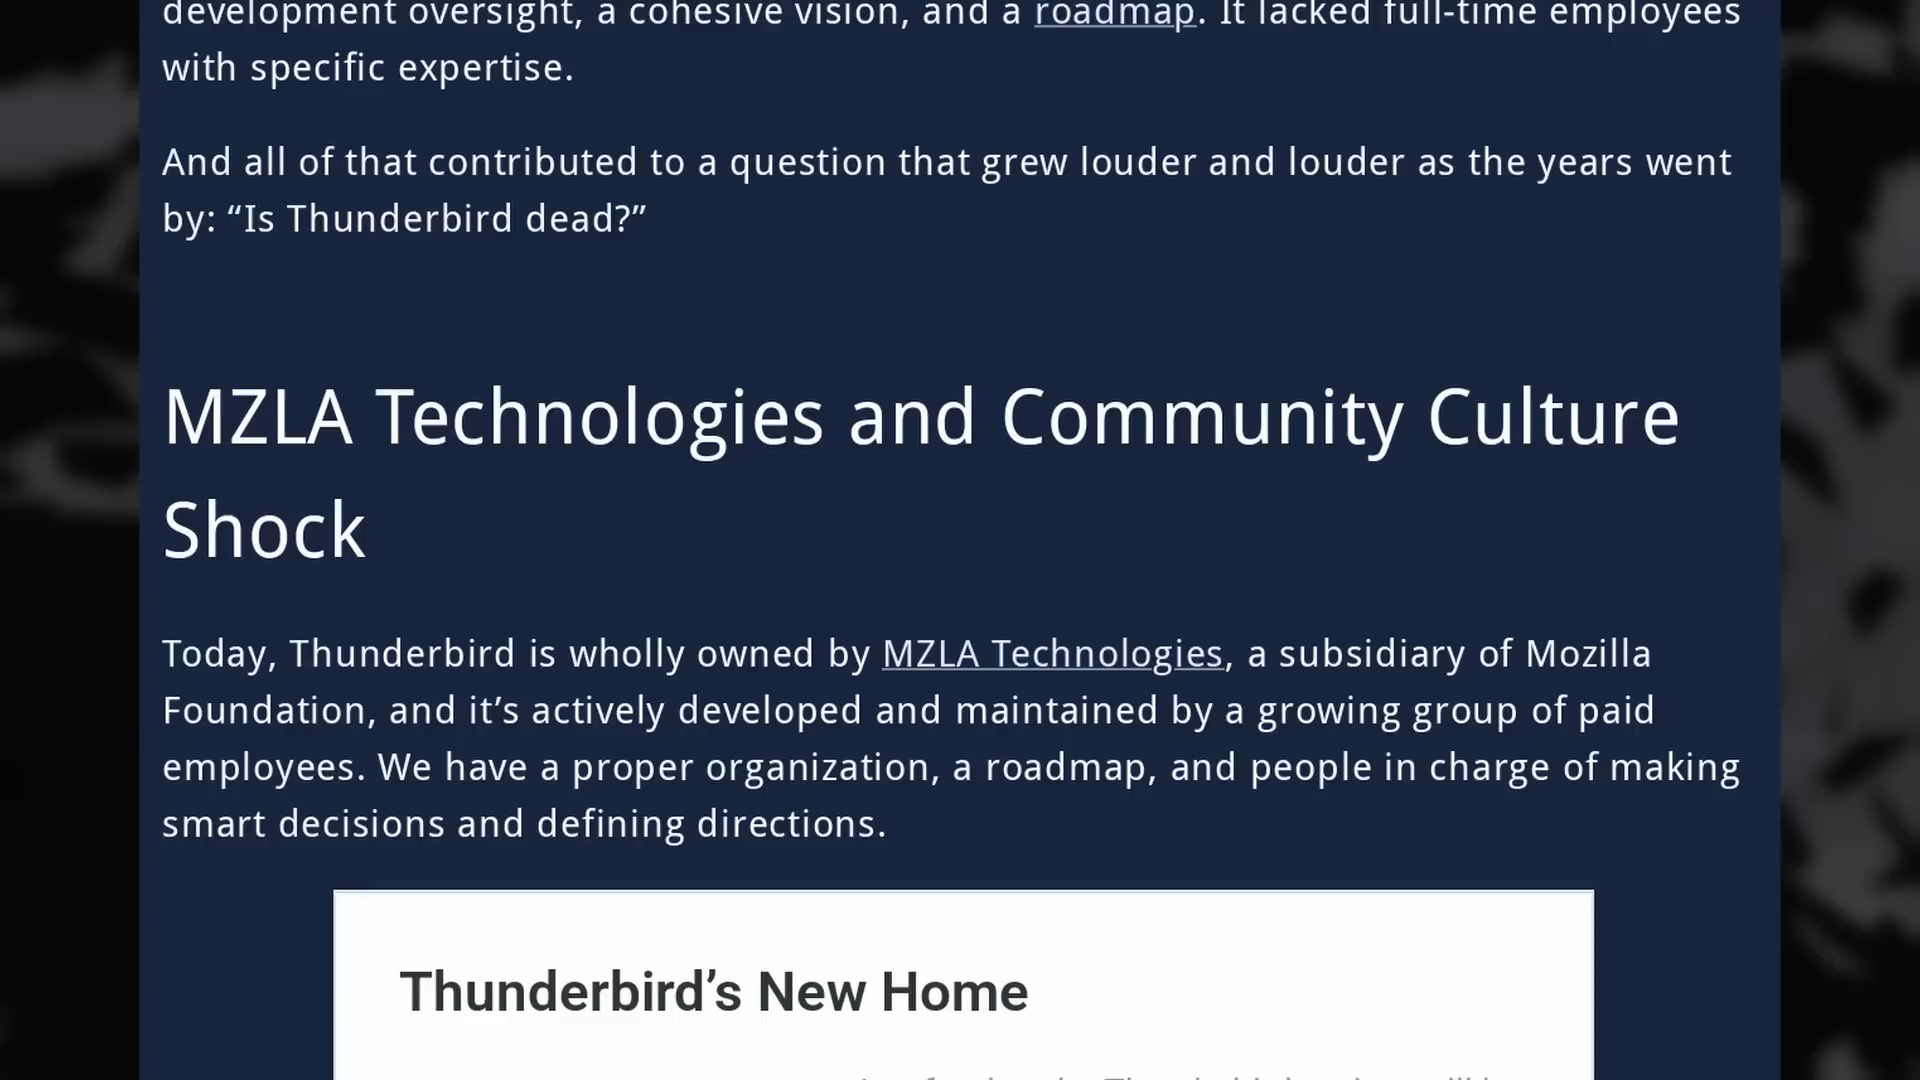 development oversight, a cohesive vision, and a roadmap. It lacked full-time employees
with specific expertise.
And all of that contributed to a question that grew louder and louder as the years went
by: “Is Thunderbird dead?”
MZLA Technologies and Community Culture
Shock
Today, Thunderbird is wholly owned by MZLA Technologies, a subsidiary of Mozilla
Foundation, and it’s actively developed and maintained by a growing group of paid
employees. We have a proper organization, a roadmap, and people in charge of making
smart decisions and defining directions.
Thunderbird’s New Home